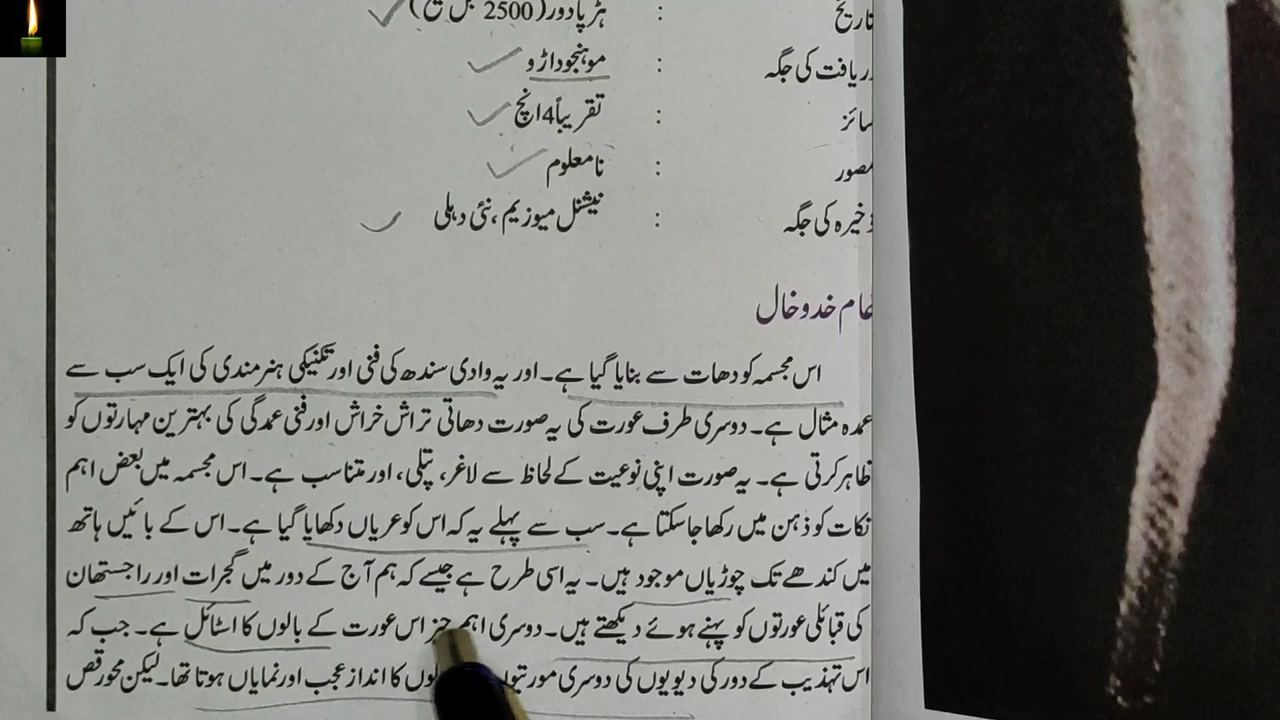 تاریخ : ہڑپا دور (2500 قبل مسیح)
دریافت کی جگہ : موہنجوداڑو
سائز : تقریباً 4 انچ
مصور : نامعلوم
ذخیرہ کی جگہ : نیشنل میوزیم، نئی دہلی
عام خدوخال
اس مجسمہ کو دھات سے بنایا گیا ہے۔ اور یہ وادی سندھ کی فنی اور تکنیکی ہنرمندی کی ایک سب سے
عمدہ مثال ہے۔ دوسری طرف عورت کی یہ صورت دھاتی تراش خراش اور فنی عمدگی کی بہترین مہارتوں کو
ظاہر کرتی ہے۔ یہ صورت اپنی نوعیت کے لحاظ سے لاغر، پتلی، اور متناسب ہے۔ اس مجسمہ میں بعض اہم
نکات کو ذہن میں رکھا جاسکتا ہے۔ سب سے پہلے یہ کہ اس کو عریاں دکھایا گیا ہے۔ اس کے بائیں ہاتھ
میں کندھے تک چوڑیاں موجود ہیں۔ یہ اسی طرح ہے جیسے کہ ہم آج کے دور میں گجرات اور راجستھان
کی قبائلی عورتوں کو پہنے ہوئے دیکھتے ہیں۔ دوسری اہم چیز اس عورت کے بالوں کا اسٹائل ہے۔ جب کہ
اس تہذیب کے دور کی دیویوں کی دوسری کا انداز عجب اور نمایاں ہوتا تھا۔ لیکن محو رقص